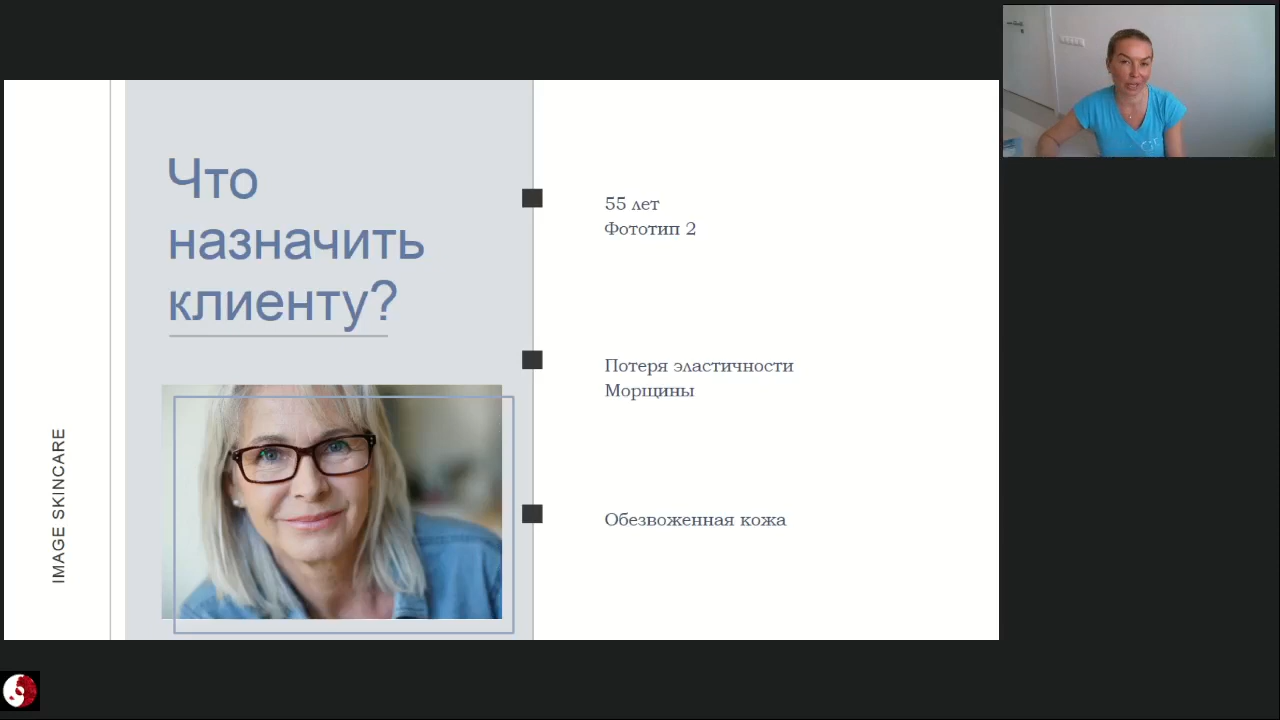 Что
назначить
клиенту?
IMAGE SKINCARE
55 лет
Фототип 2
Потеря эластичности
Морщины
Обезвоженная кожа